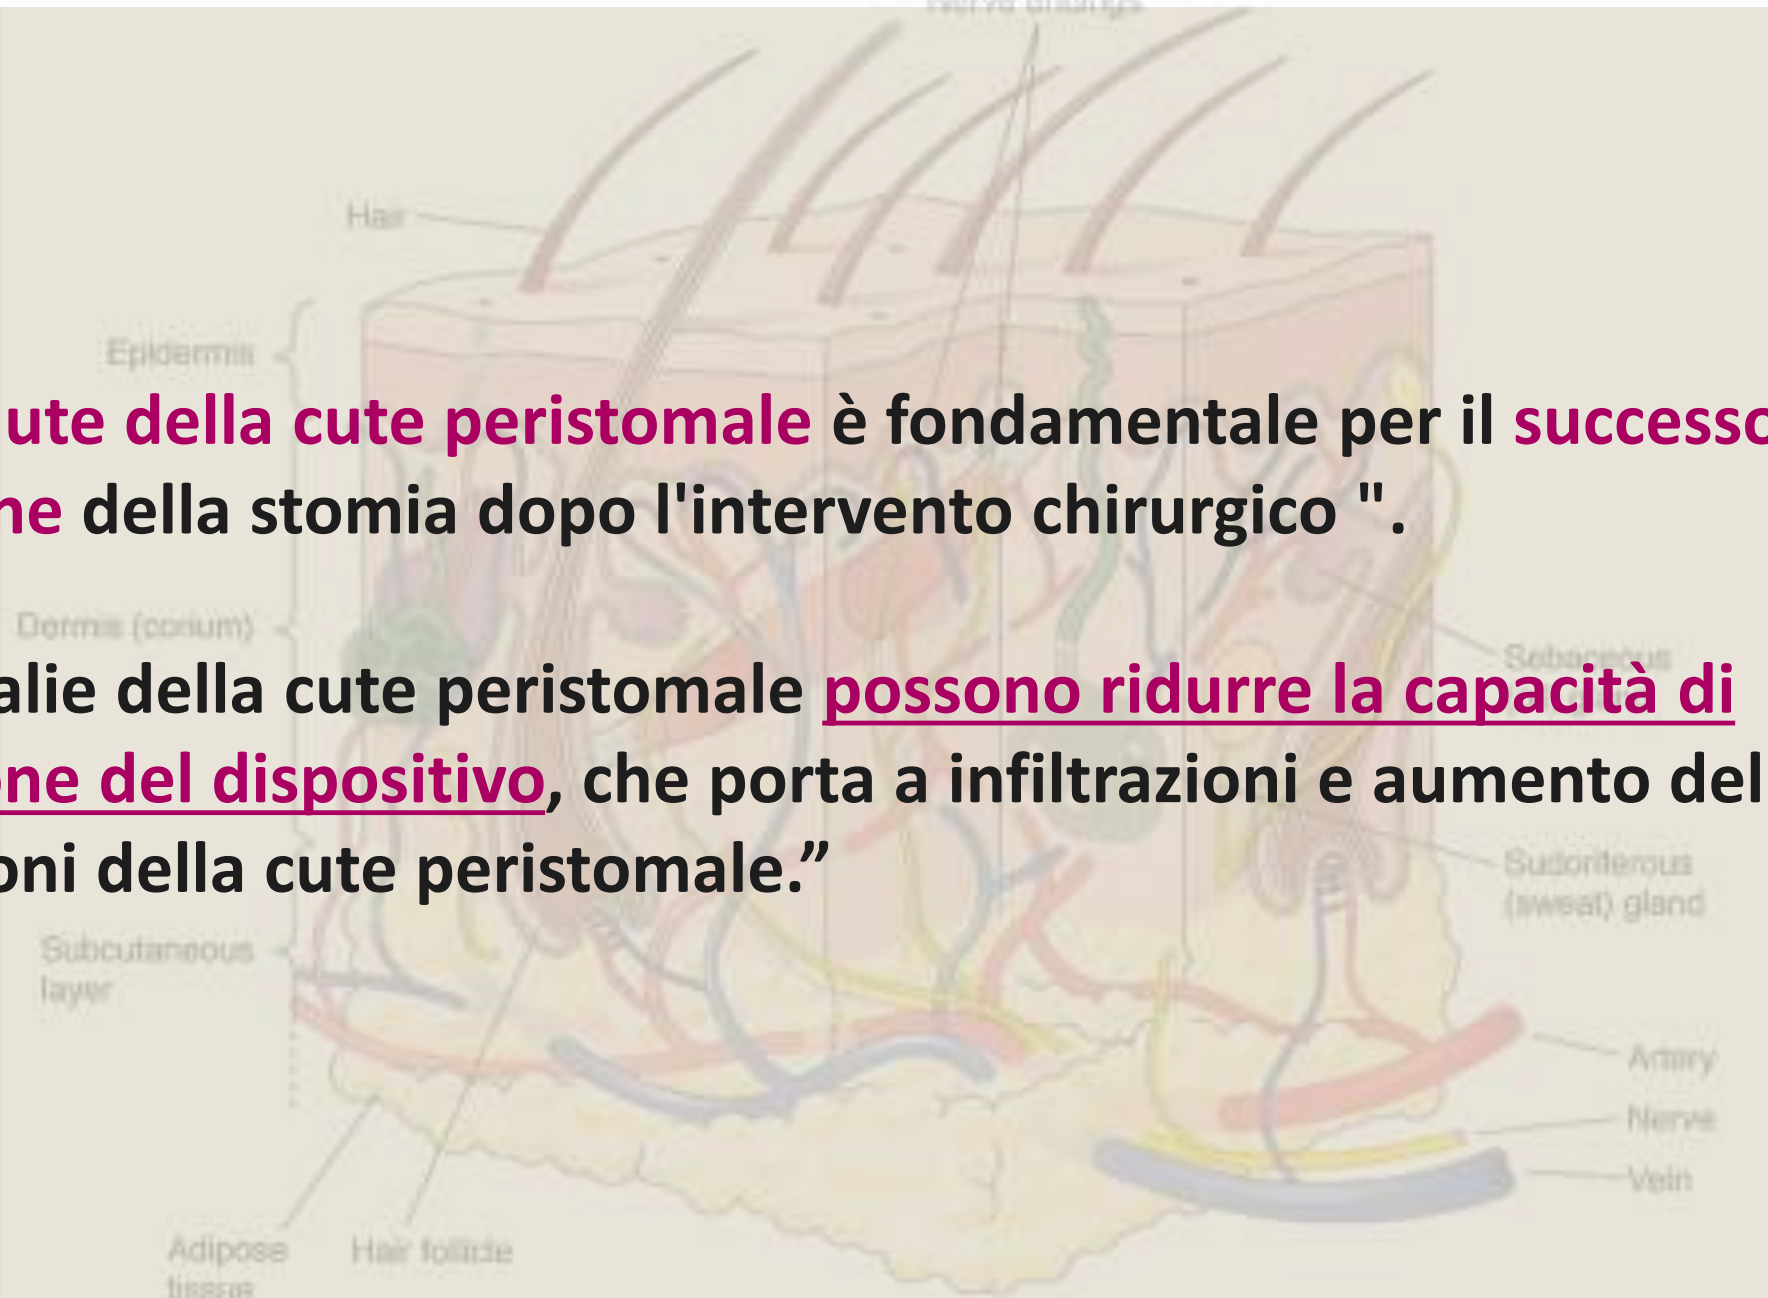 Hair
Epidermis
ute della cute peristomale è fondamentale per il successo
ne della stomia dopo l'intervento chirurgico ".
Dermis (corium)
Sebaceous
alie della cute peristomale possono ridurre la capacità di
one del dispositivo, che porta a infiltrazioni e aumento del
oni della cute peristomale.”
Sudoriferous
(sweat) gland
Subcutaneous
layer
Artery
Nerve
Vein
Adipose
tissue
Hair follicle